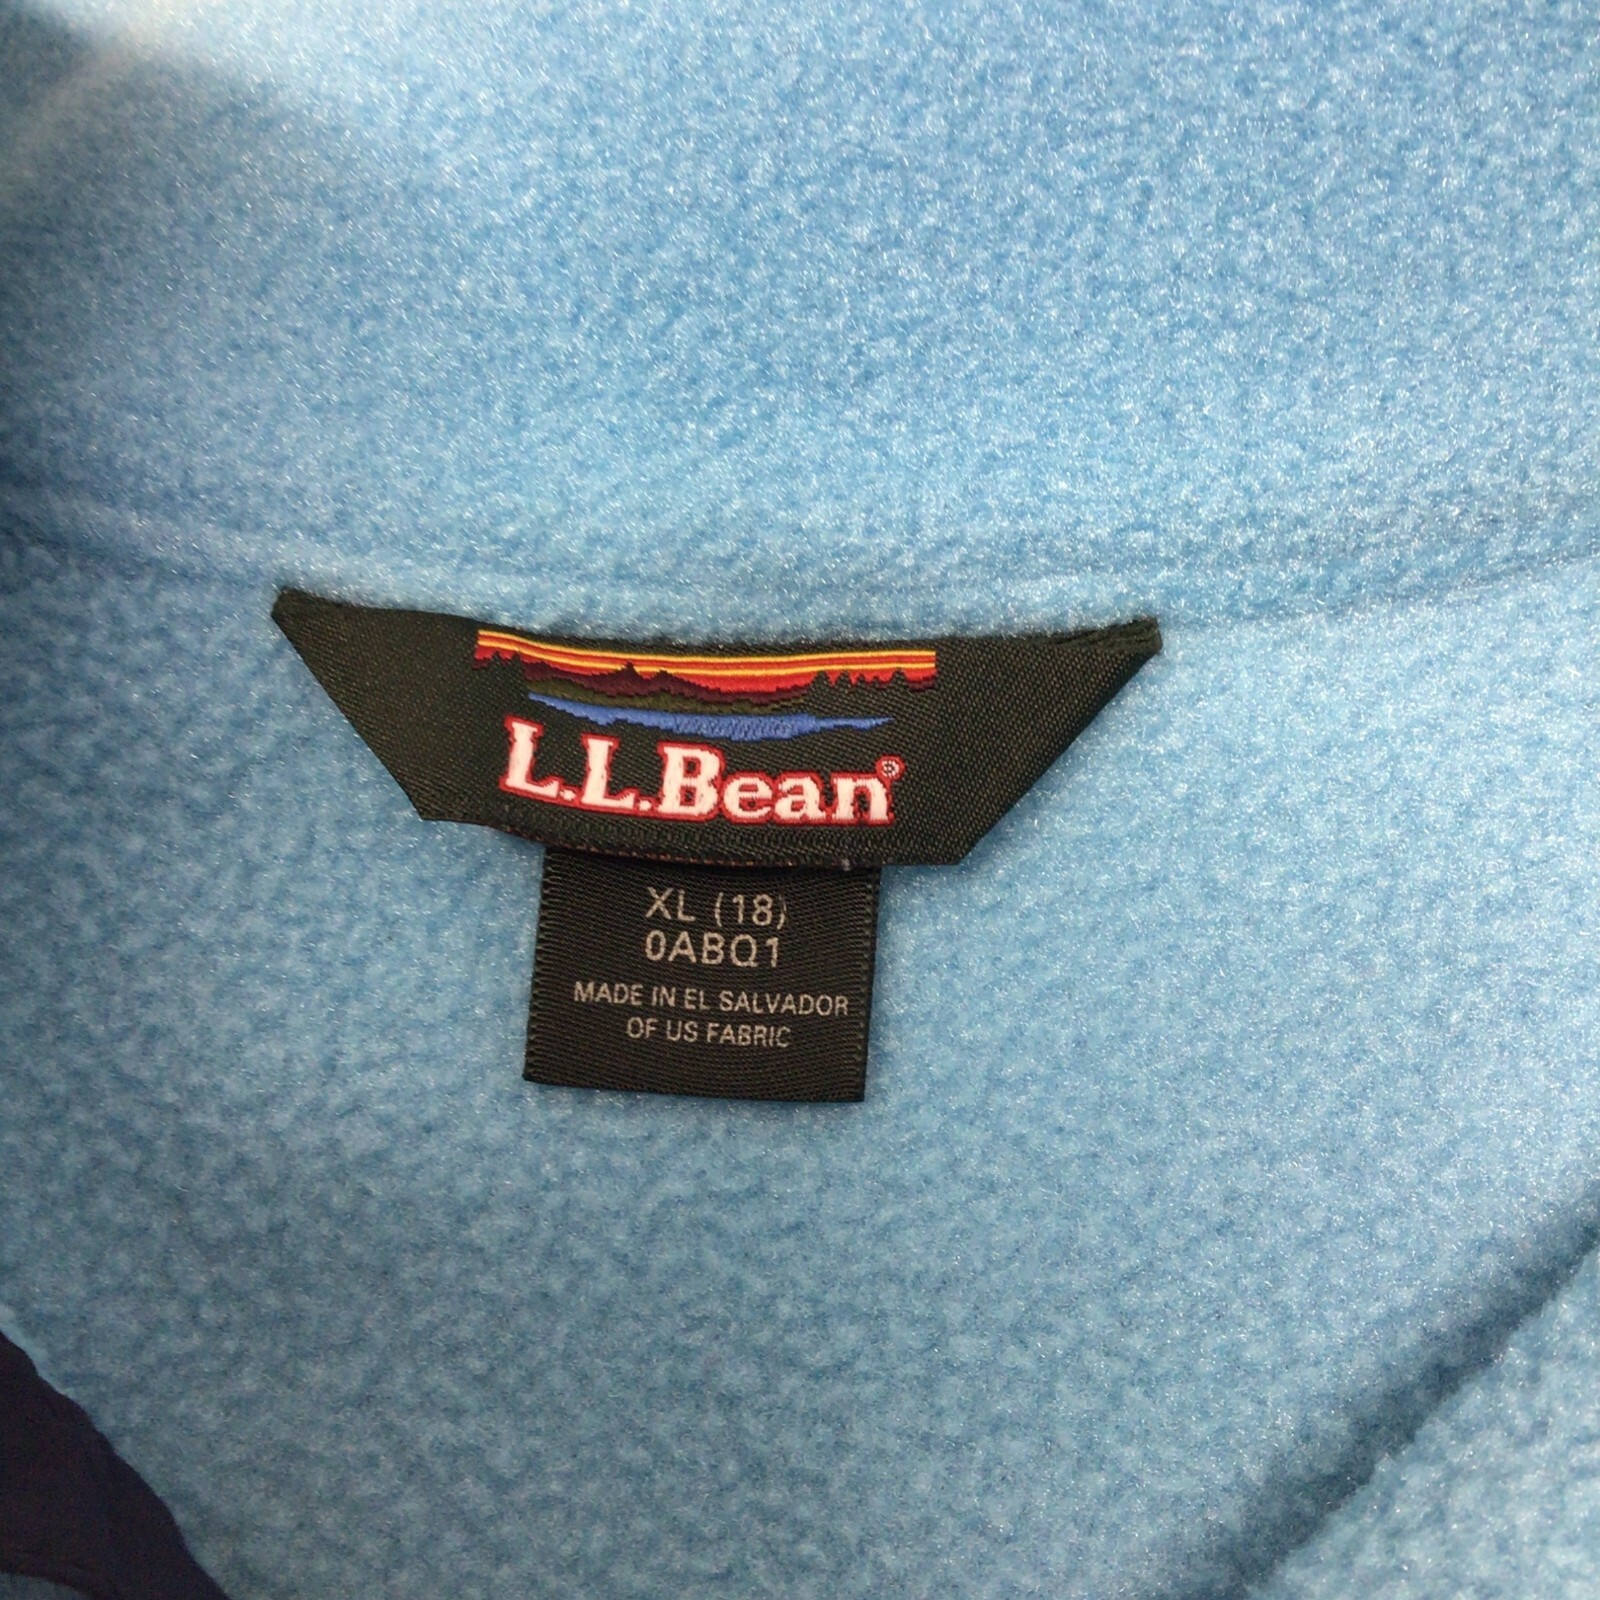 L.L.Bean®
XL (18)
0ABQ1
MADE IN EL SALVADOR
OF US FABRIC